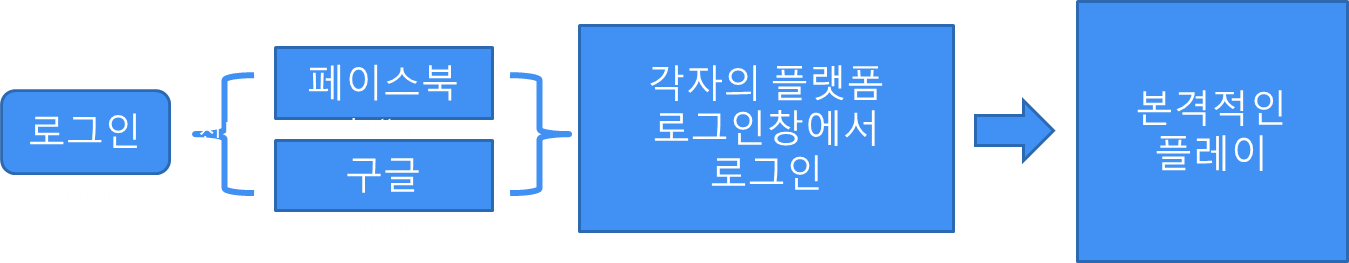 로그인
페이스북
구글
각자의 플랫폼
로그인창에서
로그인
본격적인
플레이